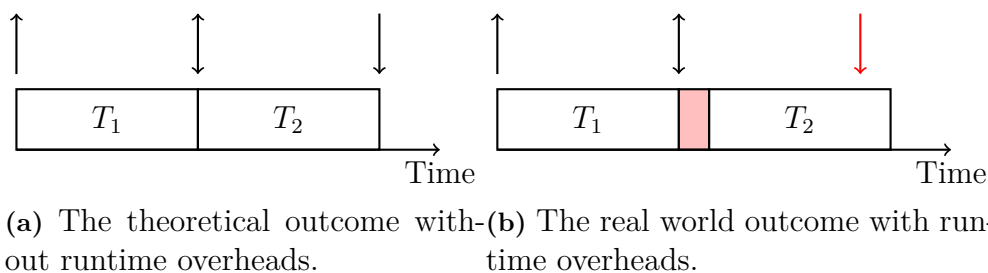 T₁ T₂
Time
(a) The theoretical outcome with-
out runtime overheads.
T₁ T₂
Time
(b) The real world outcome with run-
time overheads.